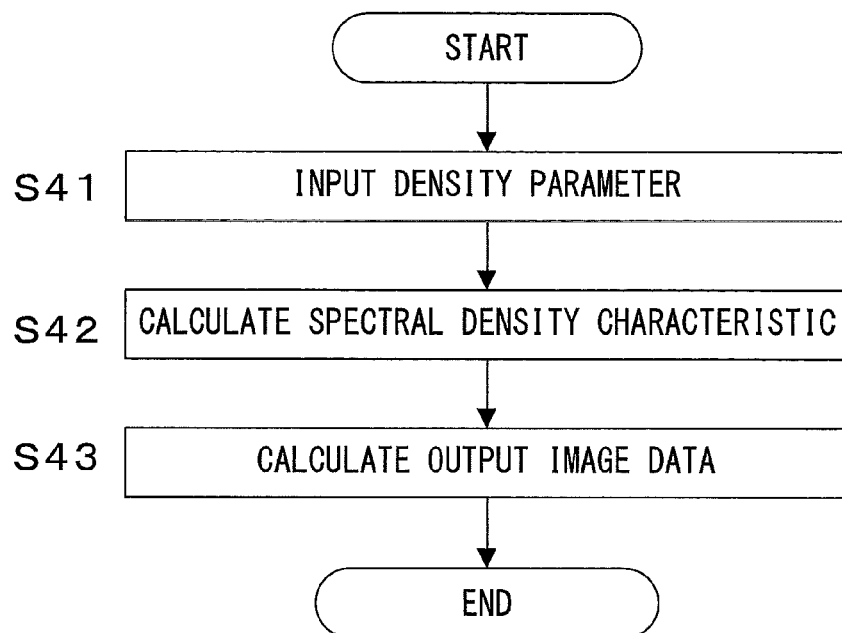 START
S41 INPUT DENSITY PARAMETER
S42 CALCULATE SPECTRAL DENSITY CHARACTERISTIC
S43 CALCULATE OUTPUT IMAGE DATA
END